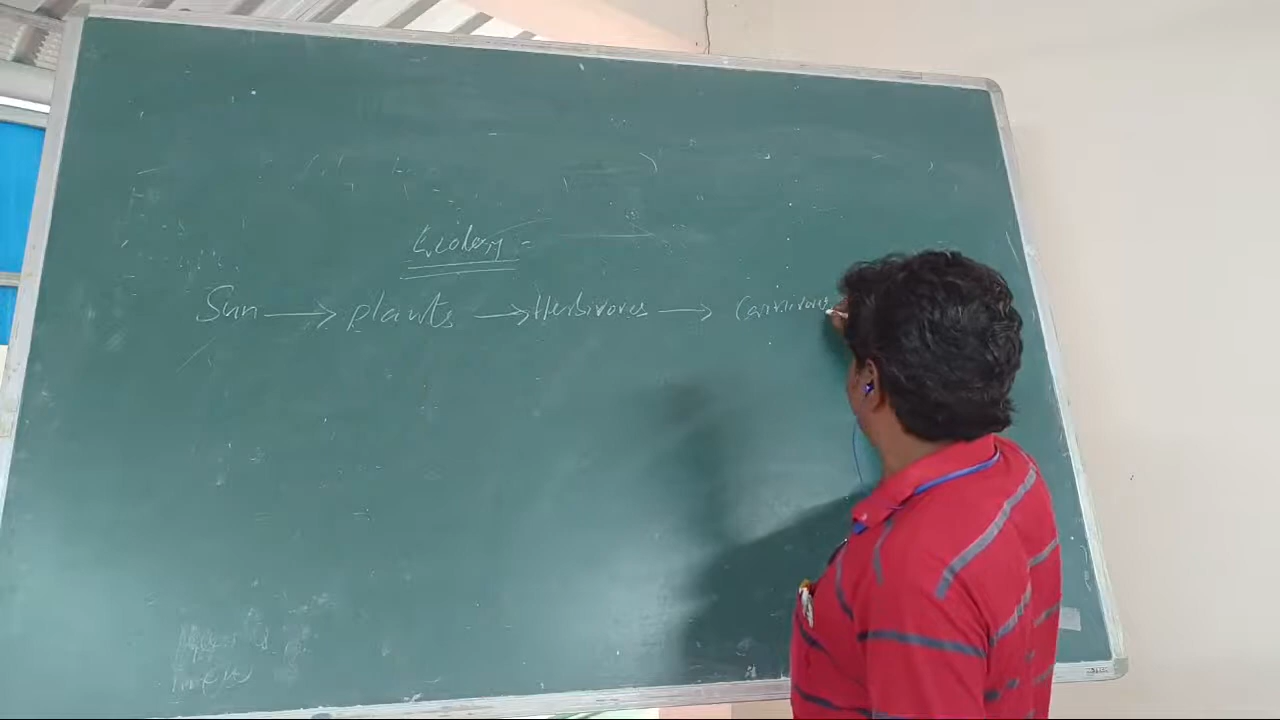 Ecology -
Sun → plants → Herbivores → Carnivores